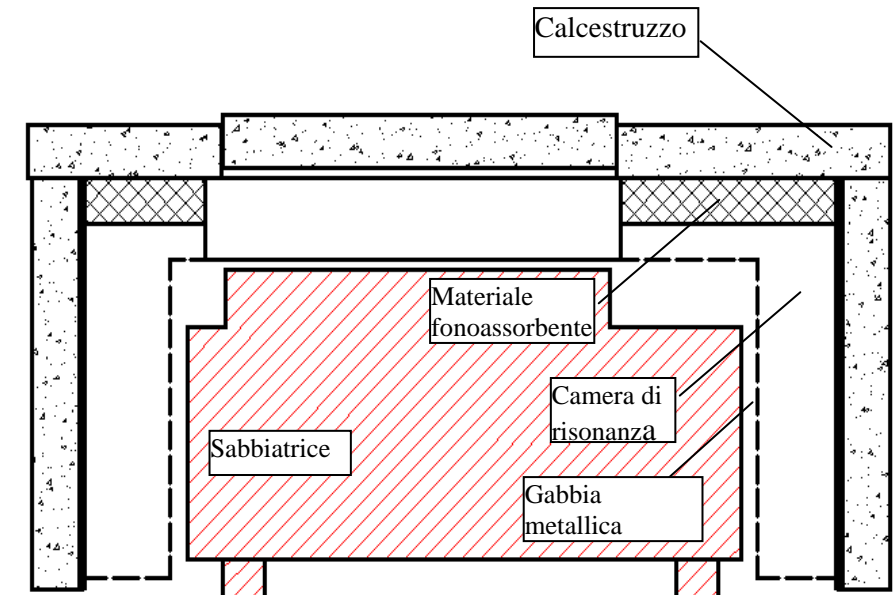 Calcestruzzo
Materiale
fonoassorbente
Camera di
risonanza
Sabbiatrice
Gabbia
metallica